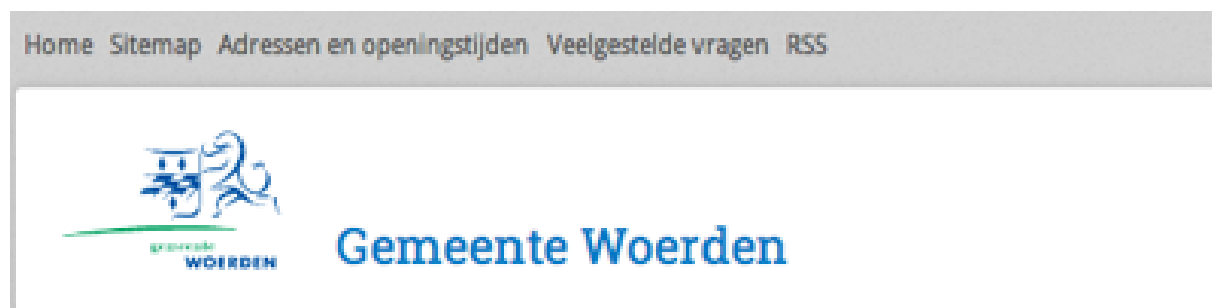 Home Sitemap Adressen en openingstijden Veelgestelde vragen RSS
gemeente
WOERDEN
Gemeente Woerden